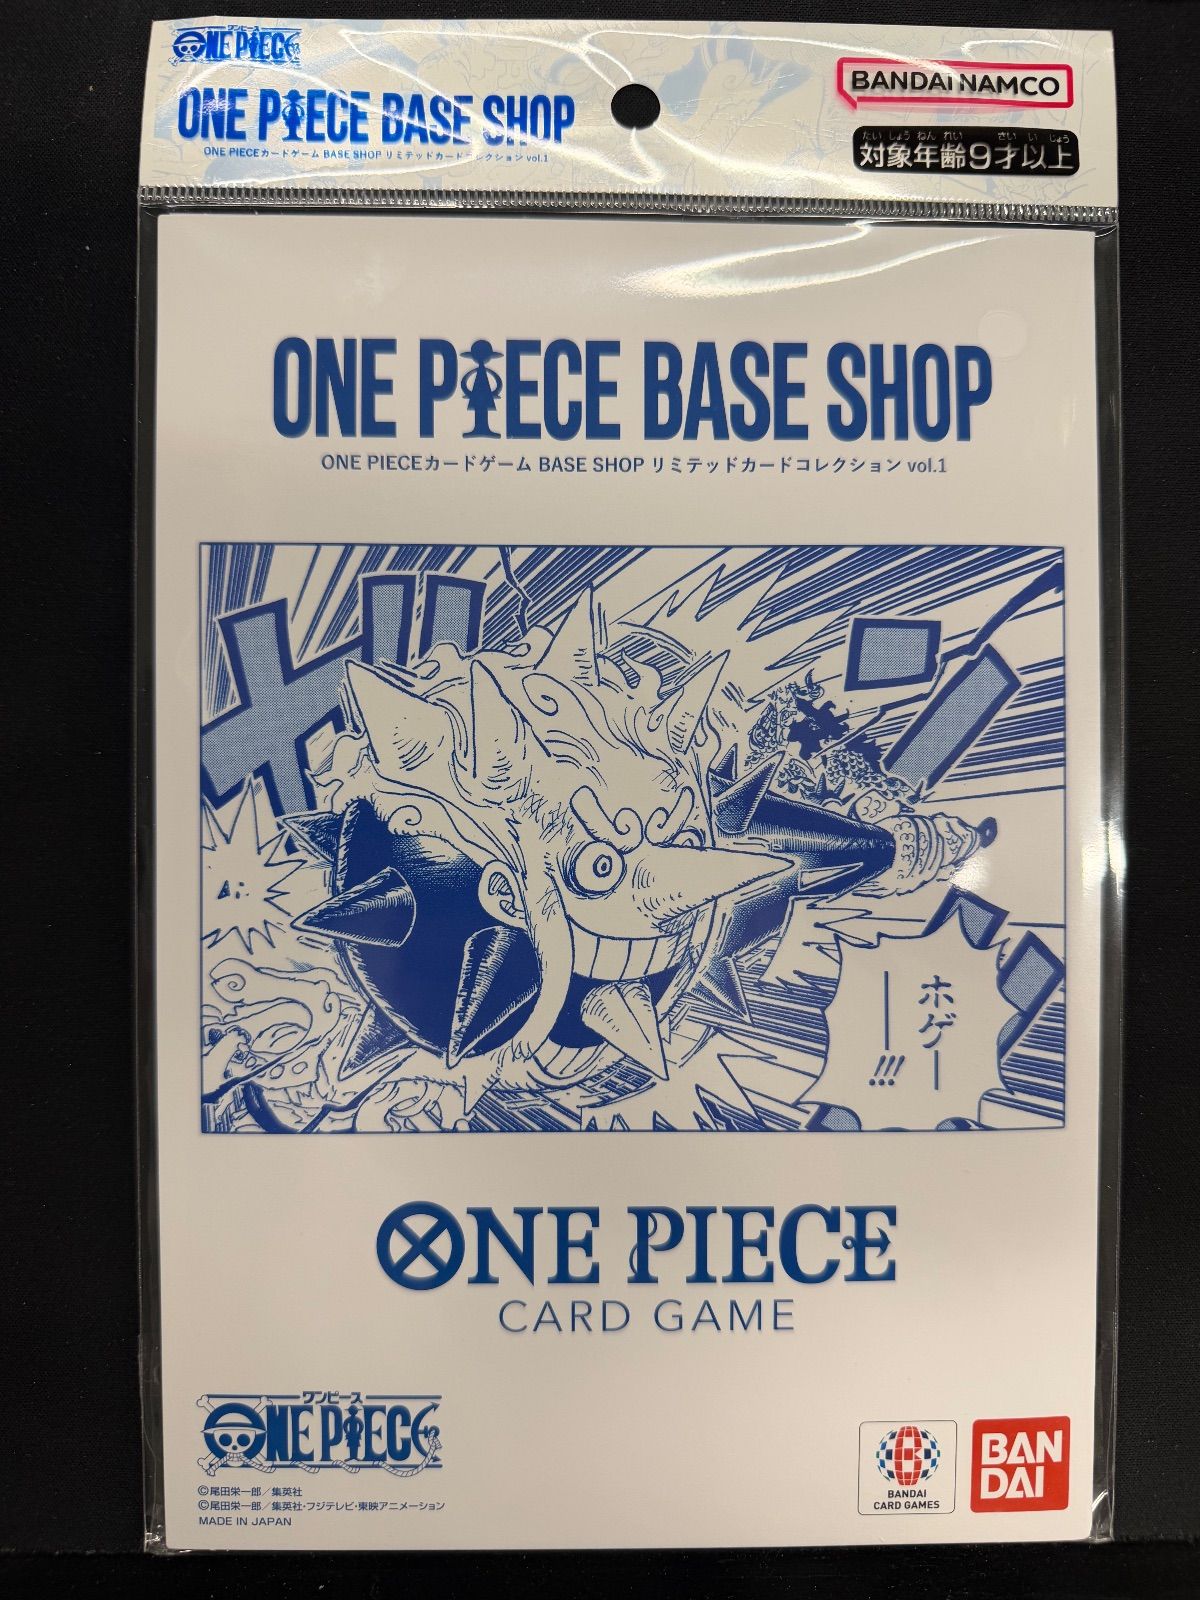 ワンピース
ONE PIECE
ONE PIECE BASE SHOP
ONE PIECEカードゲーム BASE SHOP リミテッドカードコレクション vol.1
BANDAI NAMCO
たいしょうねんれい さいいじょう
対象年齢9才以上
ONE PIECE BASE SHOP
ONE PIECEカードゲーム BASE SHOP リミテッドカードコレクション vol.1
ホゲー
――!!!
ONE PIECE
CARD GAME
ワンピース
ONE PIECE
©尾田栄一郎／集英社
©尾田栄一郎／集英社・フジテレビ・東映アニメーション
MADE IN JAPAN
BANDAI
CARD GAMES
BAN
DAI